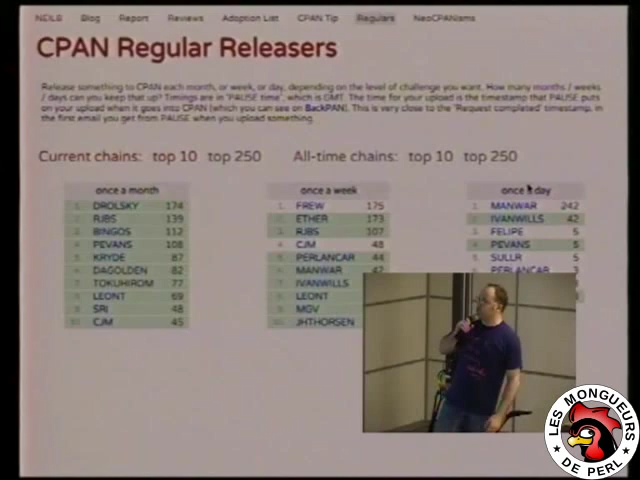 NEILB Blog Report Reviews Adoption List CPAN Tip Regulars NeoCPANisms
CPAN Regular Releasers
Release something to CPAN each month, or week, or day, depending on the level of challenge you want. How many months / weeks
/ days can you keep that up? Timings are in "PAUSE time", which is GMT. The time for your upload is the timestamp that PAUSE puts
on your upload when it goes into CPAN (which you can see on BackPAN). This is very close to the 'Request completed' timestamp, in
the first email you get from PAUSE when you upload something.
Current chains: top 10 top 250 All-time chains: top 10 top 250
once a month
1. DROLSKY 174
2. RJBS 139
3. BINGOS 112
4. PEVANS 108
5. KRYDE 87
6. DAGOLDEN 82
7. TOKUHIROM 77
8. LEONT 69
9. SRI 48
10. CJM 45
once a week
1. FREW 175
2. ETHER 173
3. RJBS 107
4. CJM 48
5. PERLANCAR 44
6. MANWAR 42
7. IVANWILLS
8. LEONT
9. MGV
10. JHTHORSEN
once a day
1. MANWAR 242
2. IVANWILLS 42
3. FELIPE 5
4. PEVANS 5
5. SULLR 5
6. PERLANCAR 3
LES MONGUEURS
DE PERL